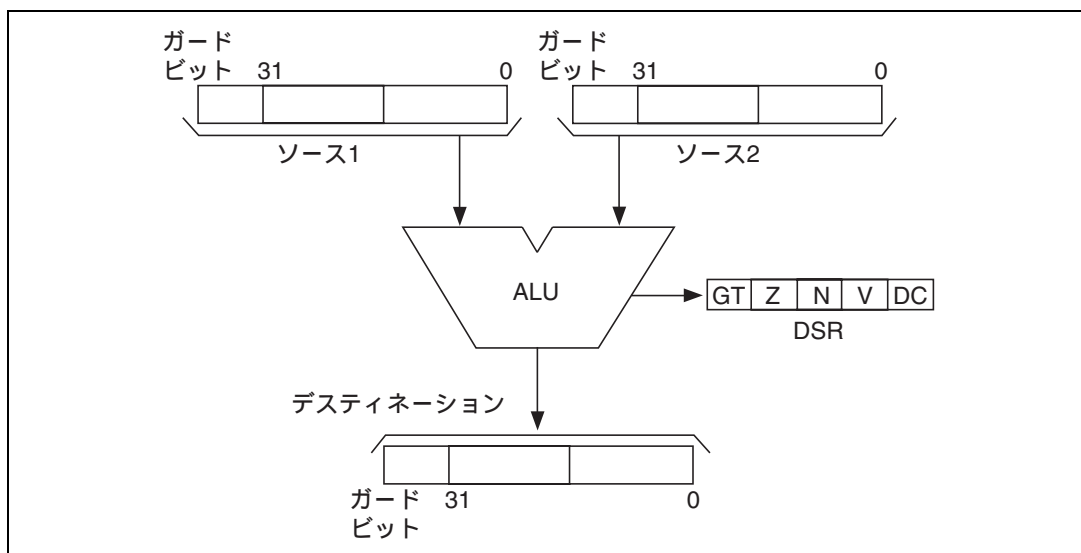 ガード
ビット 31 0
ソース1
ガード
ビット 31 0
ソース2
ALU
GT Z N V DC
DSR
デスティネーション
ガード 31 0
ビット